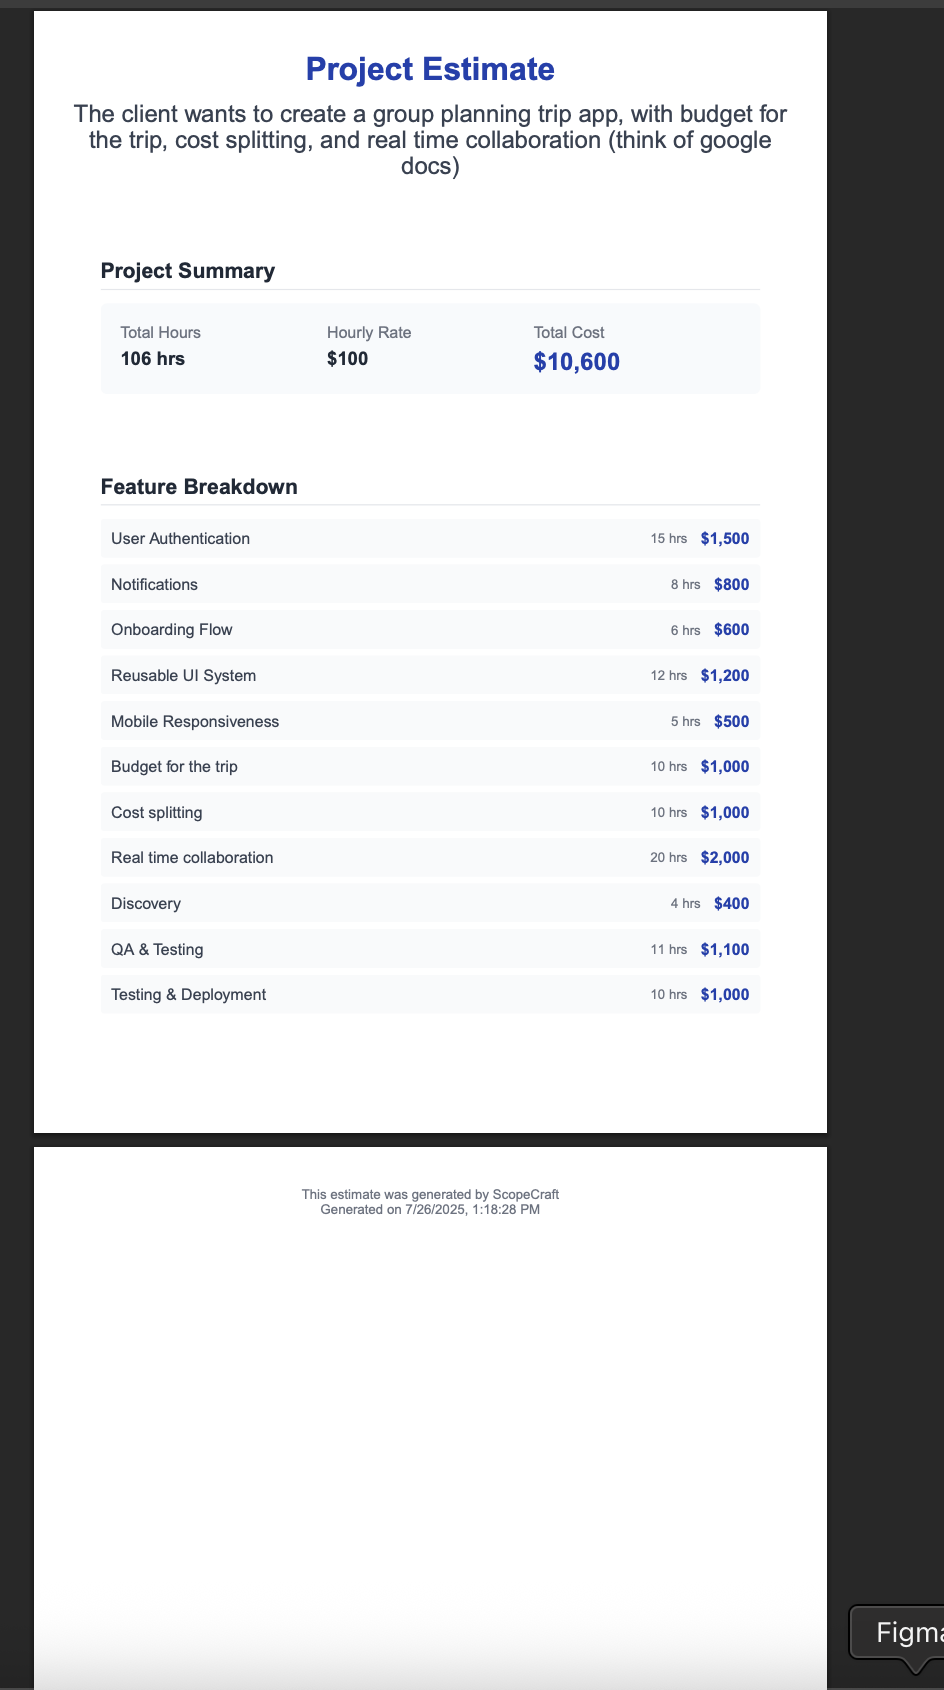 Project Estimate
The client wants to create a group planning trip app, with budget for
the trip, cost splitting, and real time collaboration (think of google
docs)
Project Summary
Total Hours Hourly Rate Total Cost
106 hrs $100 $10,600
Feature Breakdown
User Authentication 15 hrs $1,500
Notifications 8 hrs $800
Onboarding Flow 6 hrs $600
Reusable UI System 12 hrs $1,200
Mobile Responsiveness 5 hrs $500
Budget for the trip 10 hrs $1,000
Cost splitting 10 hrs $1,000
Real time collaboration 20 hrs $2,000
Discovery 4 hrs $400
QA & Testing 11 hrs $1,100
Testing & Deployment 10 hrs $1,000
This estimate was generated by ScopeCraft
Generated on 7/26/2025, 1:18:28 PM